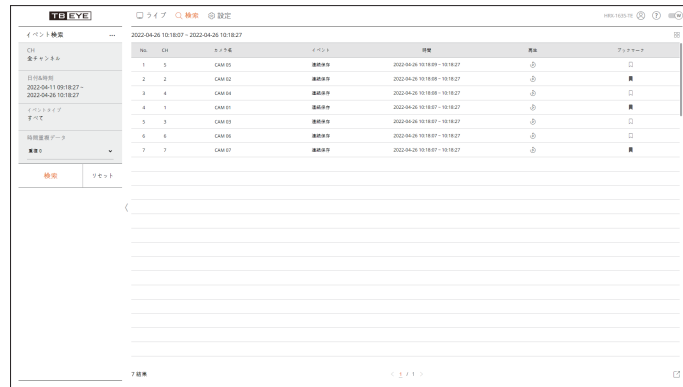 TB EYE
ライブ 検索 設定
HRX-1635-TE
イベント検索 ...
CH
全チャンネル
日付&時刻
2022-04-11 09:18:27 ~
2022-04-26 10:18:27
イベントタイプ
すべて
時間重複データ
重複 0
検索 リセット
2022-04-26 10:18:07 ~ 2022-04-26 10:18:27
No. CH カメラ名 イベント 時間 再生 ブックマーク
1 5 CAM 05 連続保存 2022-04-26 10:18:09 ~ 10:18:27
2 2 CAM 02 連続保存 2022-04-26 10:18:08 ~ 10:18:27
3 4 CAM 04 連続保存 2022-04-26 10:18:08 ~ 10:18:27
4 1 CAM 01 連続保存 2022-04-26 10:18:07 ~ 10:18:27
5 3 CAM 03 連続保存 2022-04-26 10:18:07 ~ 10:18:27
6 6 CAM 06 連続保存 2022-04-26 10:18:07 ~ 10:18:27
7 7 CAM 07 連続保存 2022-04-26 10:18:07 ~ 10:18:27
7 結果
< 1 / 1 >